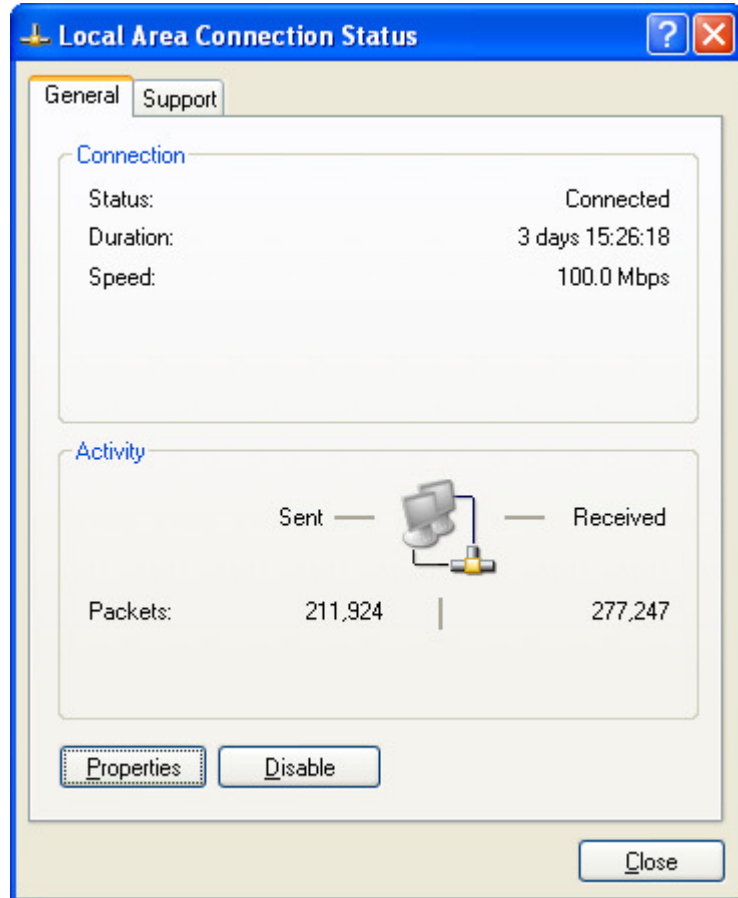 Local Area Connection Status
General Support
Connection
Status: Connected
Duration: 3 days 15:26:18
Speed: 100.0 Mbps
Activity
Sent Received
Packets: 211,924 277,247
Properties Disable
Close